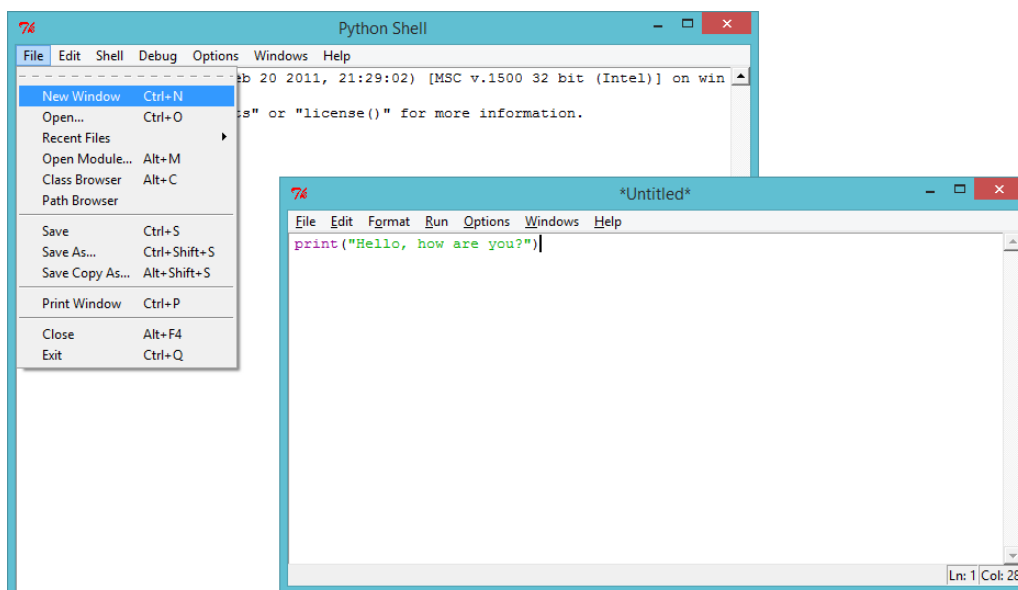 Python Shell
File Edit Shell Debug Options Windows Help
eb 20 2011, 21:29:02) [MSC v.1500 32 bit (Intel)] on win
New Window Ctrl+N
s" or "license()" for more information.
Open... Ctrl+O
Recent Files
Open Module... Alt+M
Class Browser Alt+C
Path Browser
Save Ctrl+S
Save As... Ctrl+Shift+S
Save Copy As... Alt+Shift+S
Print Window Ctrl+P
Close Alt+F4
Exit Ctrl+Q
*Untitled*
File Edit Format Run Options Windows Help
print("Hello, how are you?")
Ln: 1 Col: 28